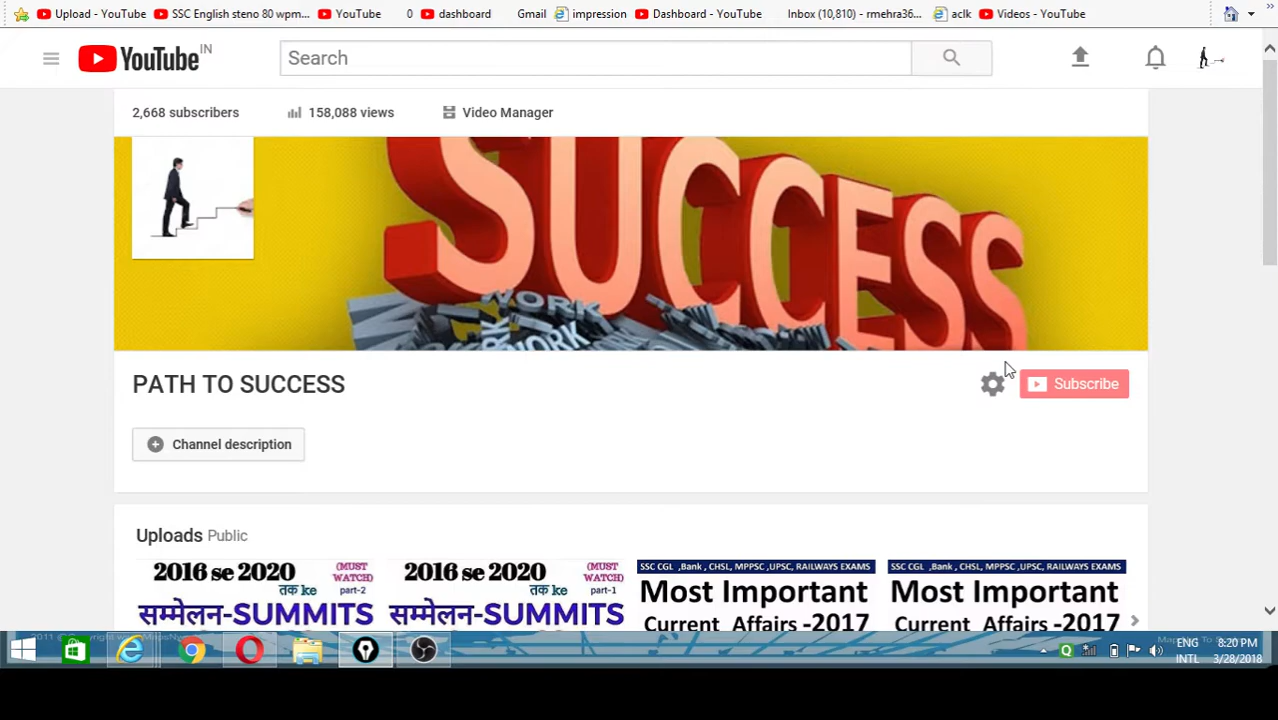 Upload - YouTube SSC English steno 80 wpm... YouTube 0 dashboard Gmail impression Dashboard - YouTube Inbox (10,810) - rmehra36... aclk Videos - YouTube
YouTube IN Search
2,668 subscribers 158,088 views Video Manager
SUCCESS
WORK
WORK
WORK
PATH TO SUCCESS Subscribe
Channel description
Uploads Public
2016 se 2020 (MUST WATCH) तक ke part-2 सम्मेलन-SUMMITS
2016 se 2020 (MUST WATCH) तक ke part-1 सम्मेलन-SUMMITS
SSC CGL ,Bank , CHSL, MPPSC ,UPSC, RAILWAYS EXAMS
Most Important
Current Affairs -2017
SSC CGL ,Bank , CHSL, MPPSC ,UPSC, RAILWAYS EXAMS
Most Important
Current Affairs -2017
ENG 8:20 PM
INTL 3/28/2018